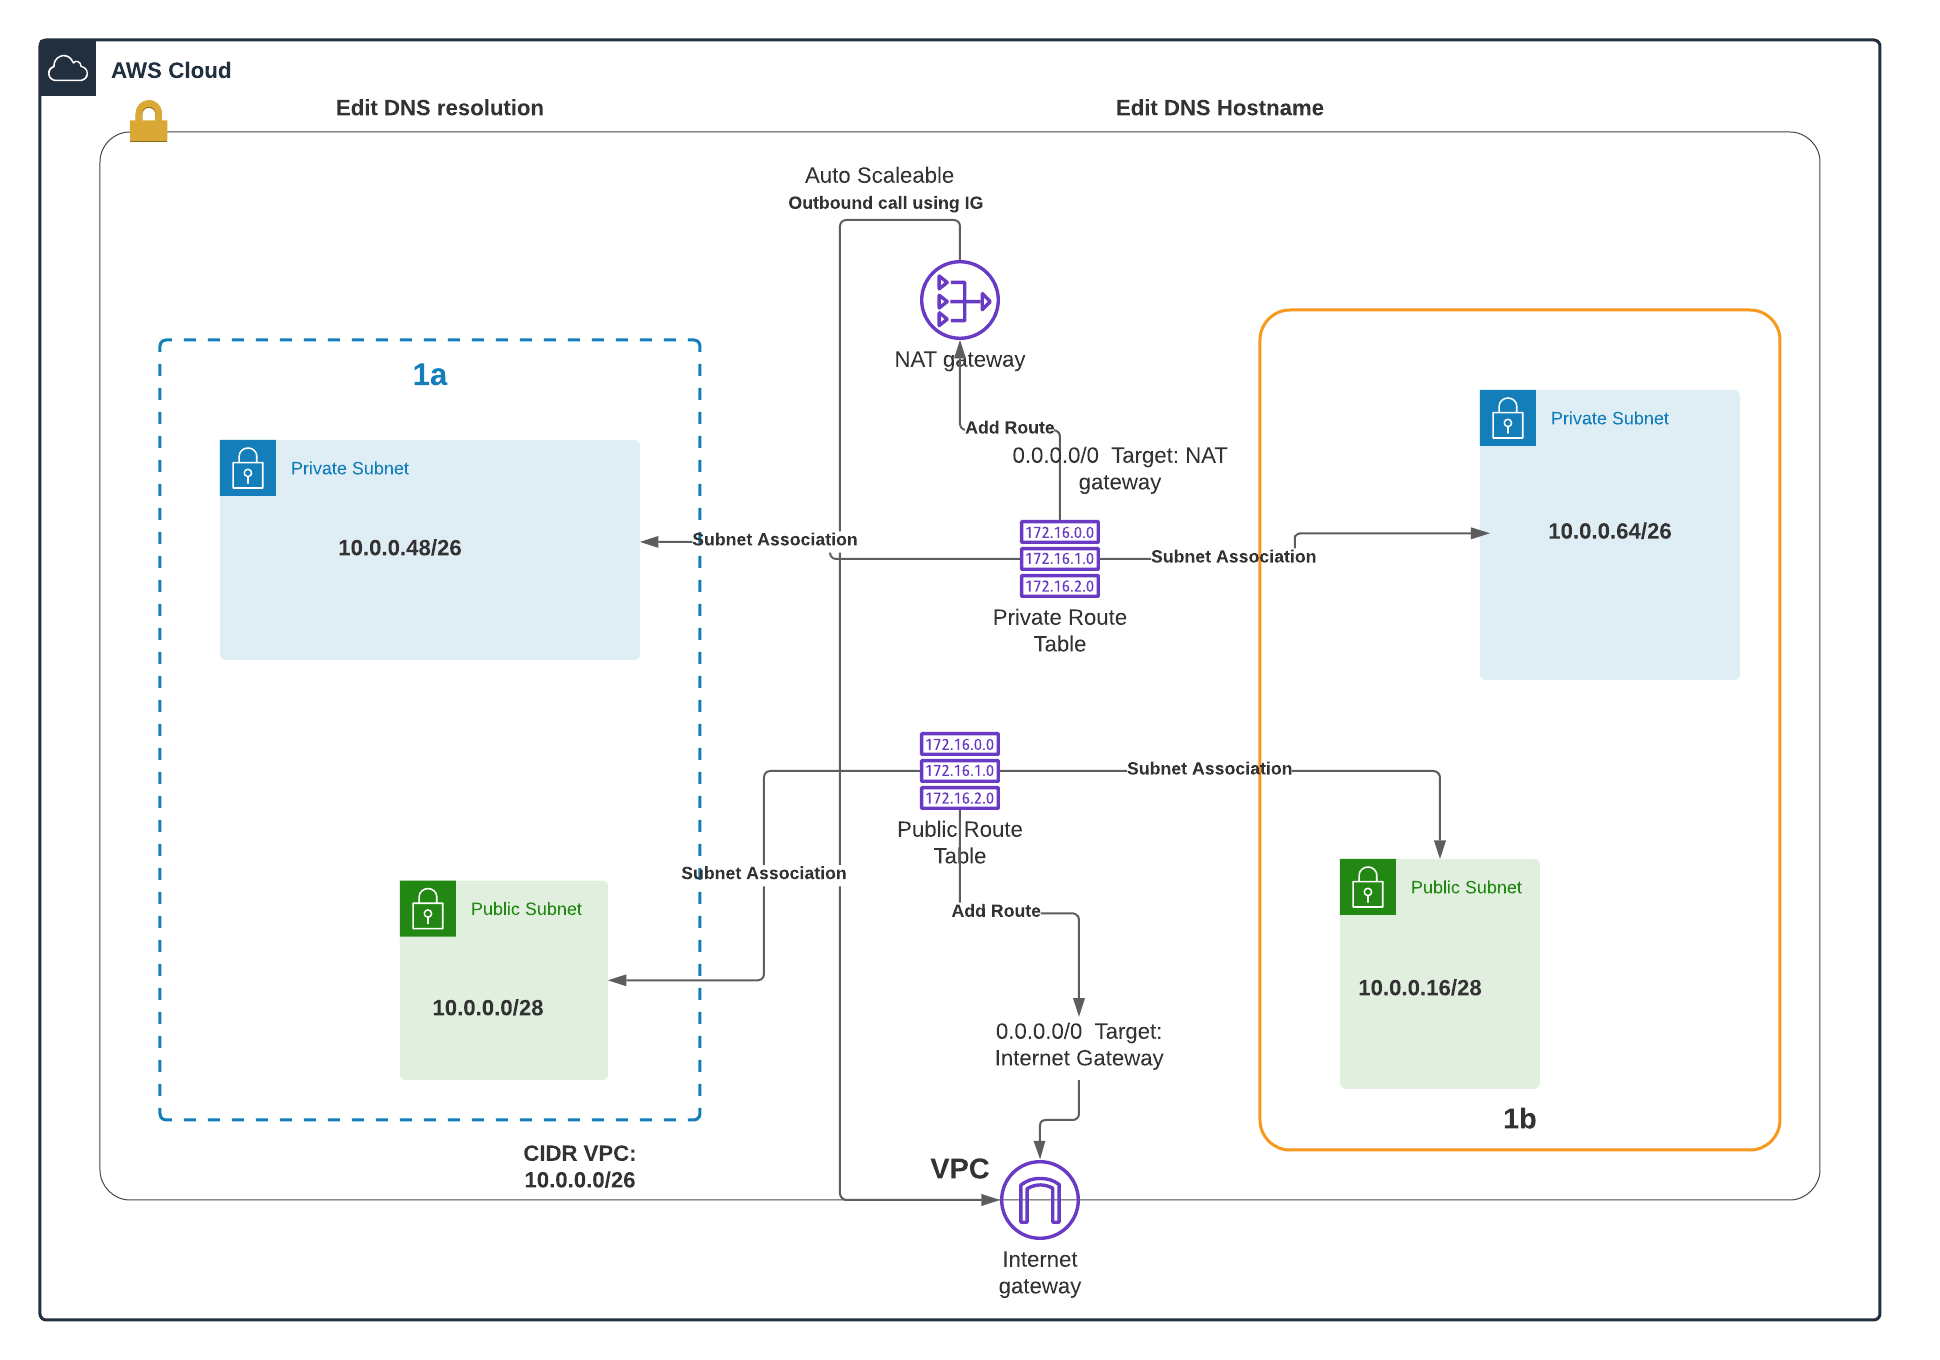 AWS Cloud
Edit DNS resolution
Edit DNS Hostname
Auto Scaleable
Outbound call using IG
NAT gateway
Add Route
0.0.0.0/0  Target: NAT
gateway
1a
Private Subnet
10.0.0.48/26
Subnet Association
172.16.0.0
172.16.1.0
172.16.2.0
Private Route
Table
Subnet Association
Private Subnet
10.0.0.64/26
172.16.0.0
172.16.1.0
172.16.2.0
Public Route
Table
Subnet Association
Subnet Association
Public Subnet
10.0.0.0/28
Add Route
0.0.0.0/0  Target:
Internet Gateway
Public Subnet
10.0.0.16/28
1b
CIDR VPC:
10.0.0.0/26
VPC
Internet
gateway